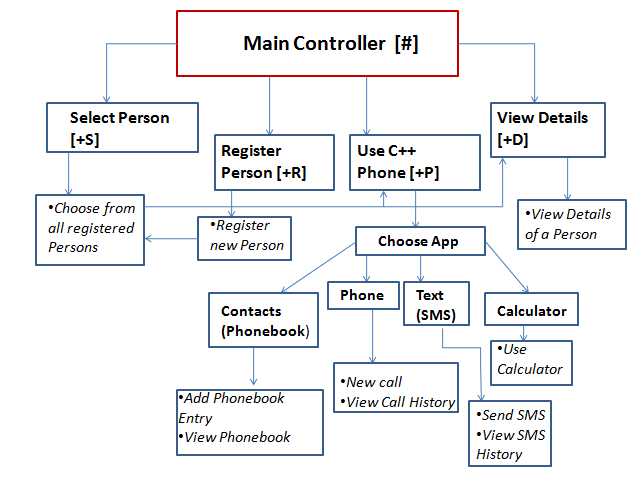 Main Controller [#]
Select Person
[+S]
Register
Person [+R]
Use C++
Phone [+P]
View Details
[+D]
•Choose from
all registered
Persons
•Register
new Person
•View Details
of a Person
Choose App
Contacts
(Phonebook)
Phone
Text
(SMS)
Calculator
•Use
Calculator
•Add Phonebook
Entry
•View Phonebook
•New call
•View Call History
•Send SMS
•View SMS
History